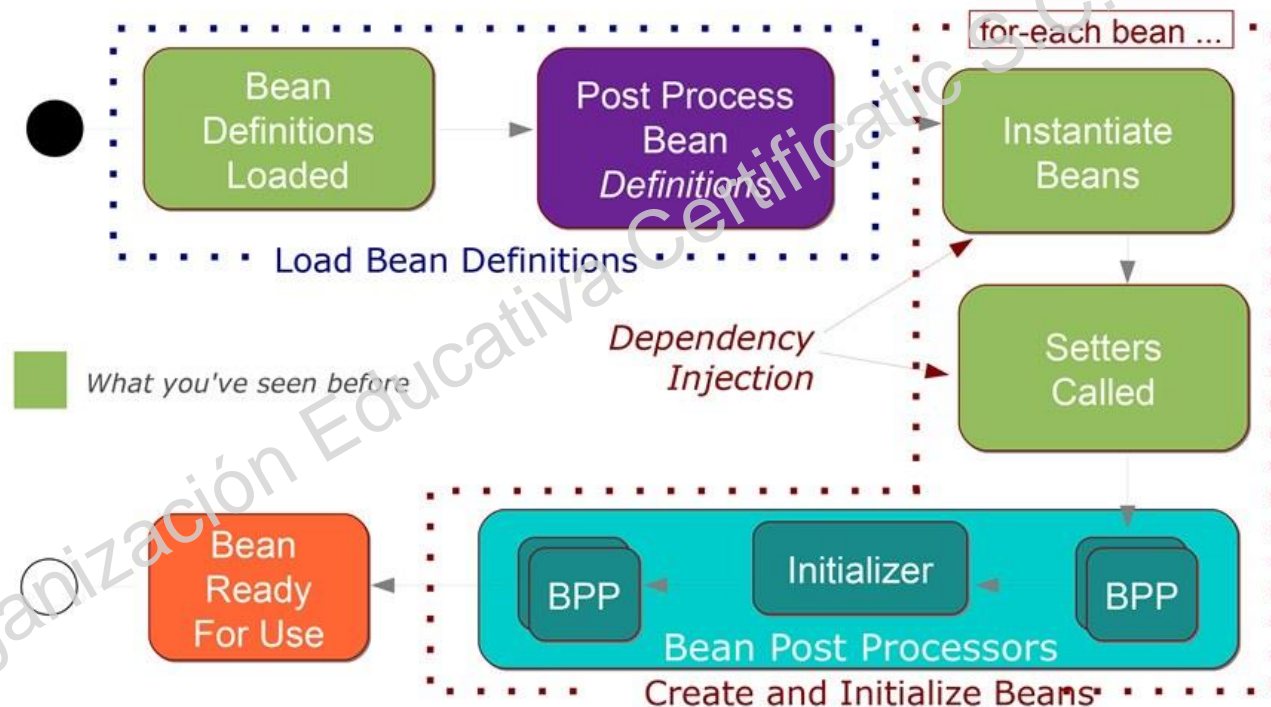 for-each bean ...
Bean
Definitions
Loaded
Post Process
Bean
Definitions
Instantiate
Beans
Load Bean Definitions
Dependency
Injection
Setters
Called
What you've seen before
Bean
Ready
For Use
BPP
Initializer
BPP
Bean Post Processors
Create and Initialize Beans
ganización Educativa Certificatic S.C.